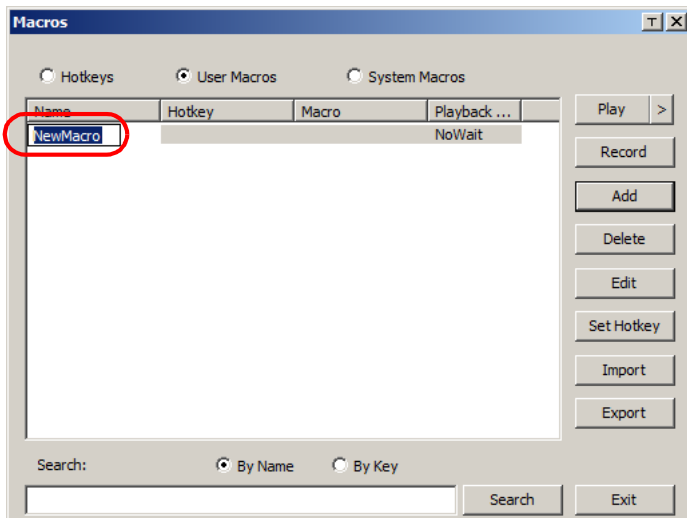 Macros
Hotkeys User Macros System Macros
Name Hotkey Macro Playback ...
Play >
NewMacro NoWait
Record
Add
Delete
Edit
Set Hotkey
Import
Export
Search: By Name By Key
Search Exit